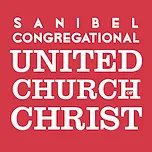 SANIBEL
CONGREGATIONAL
UNITED
CHURCH OF
CHRIST